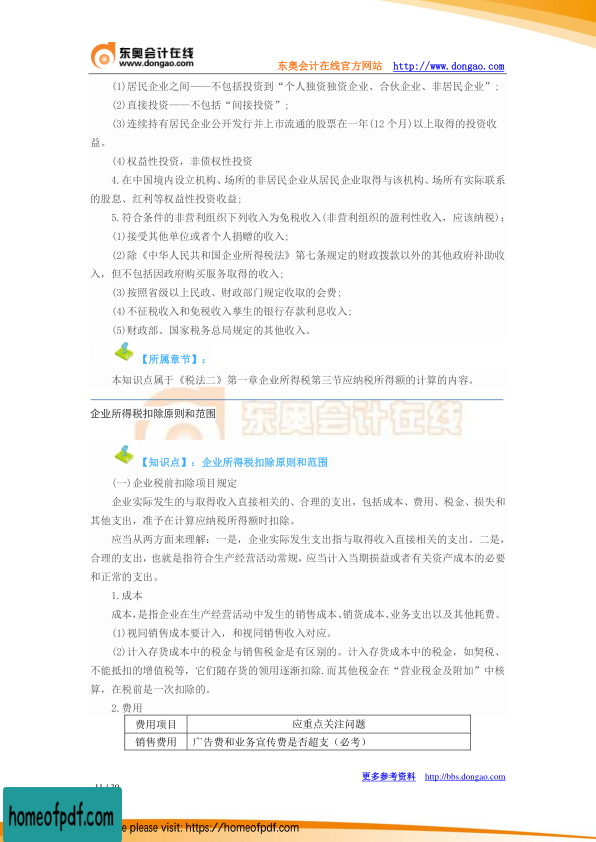 东奥会计在线
www.dongao.com
东奥会计在线官方网站 http://www.dongao.com
(1)居民企业之间——不包括投资到“个人独资独资企业、合伙企业、非居民企业”;
(2)直接投资——不包括“间接投资”;
(3)连续持有居民企业公开发行并上市流通的股票在一年(12 个月)以上取得的投资收
益。
(4)权益性投资，非债权性投资
4.在中国境内设立机构、场所的非居民企业从居民企业取得与该机构、场所有实际联系
的股息、红利等权益性投资收益;
5.符合条件的非营利组织下列收入为免税收入(非营利组织的盈利性收入，应该纳税)：
(1)接受其他单位或者个人捐赠的收入;
(2)除《中华人民共和国企业所得税法》第七条规定的财政拨款以外的其他政府补助收
入，但不包括因政府购买服务取得的收入;
(3)按照省级以上民政、财政部门规定收取的会费;
(4)不征税收入和免税收入孳生的银行存款利息收入;
(5)财政部、国家税务总局规定的其他收入。
【所属章节】：
本知识点属于《税法二》第一章企业所得税第三节应纳税所得额的计算的内容。
东奥会计在线
企业所得税扣除原则和范围
【知识点】：企业所得税扣除原则和范围
(一)企业税前扣除项目规定
企业实际发生的与取得收入直接相关的、合理的支出，包括成本、费用、税金、损失和
其他支出，准予在计算应纳税所得额时扣除。
应当从两方面来理解：一是，企业实际发生支出指与取得收入直接相关的支出。二是，
合理的支出，也就是指符合生产经营活动常规，应当计入当期损益或者有关资产成本的必要
和正常的支出。
1.成本
成本，是指企业在生产经营活动中发生的销售成本、销货成本、业务支出以及其他耗费。
(1)视同销售成本要计入，和视同销售收入对应。
(2)计入存货成本中的税金与销售税金是有区别的。计入存货成本中的税金，如契税、
不能抵扣的增值税等，它们随存货的领用逐渐扣除.而其他税金在“营业税金及附加”中核
算，在税前是一次扣除的。
2.费用
费用项目 应重点关注问题
销售费用 广告费和业务宣传费是否超支（必考）
更多参考资料 http://bbs.dongao.com
11 / 39
homeofpdf.com
e please visit: https://homeofpdf.com